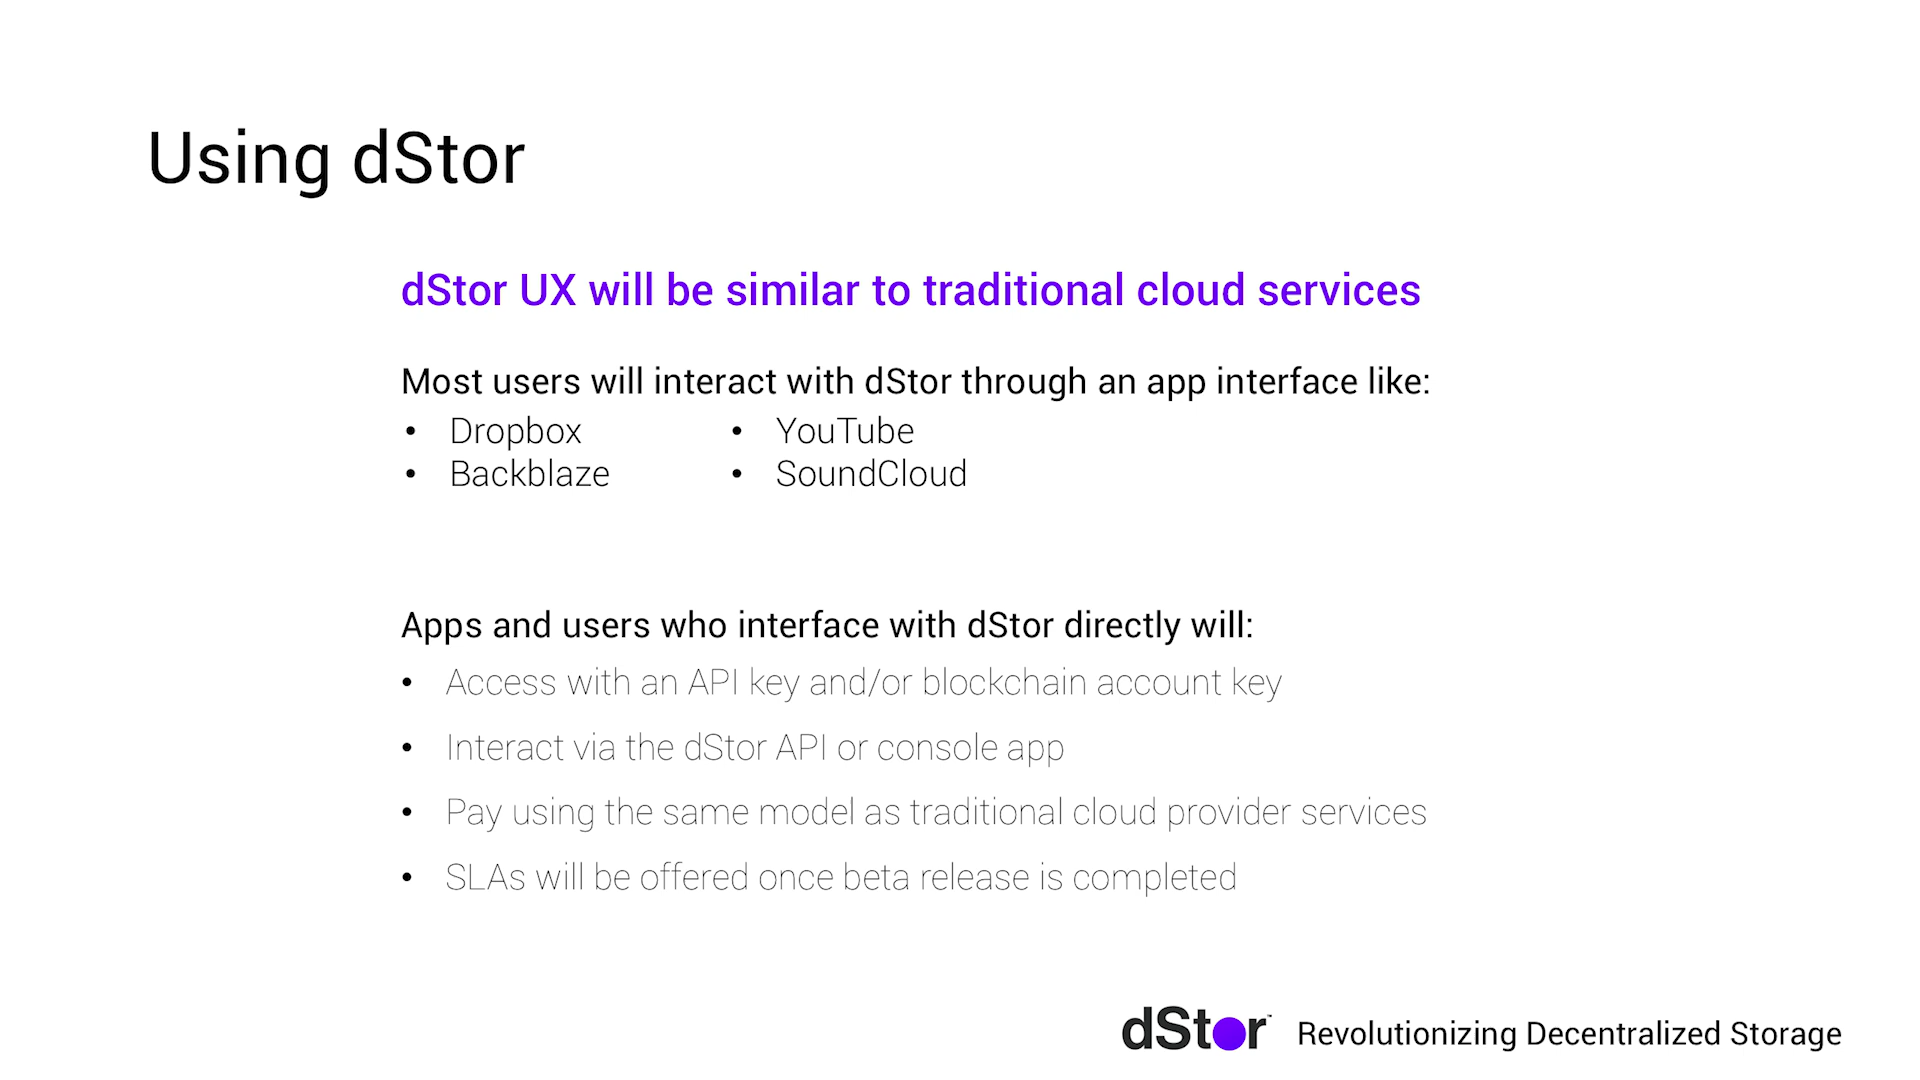 Using dStor
dStor UX will be similar to traditional cloud services
Most users will interact with dStor through an app interface like:
• Dropbox
• Backblaze
• YouTube
• SoundCloud
Apps and users who interface with dStor directly will:
• Access with an API key and/or blockchain account key
• Interact via the dStor API or console app
• Pay using the same model as traditional cloud provider services
• SLAs will be offered once beta release is completed
dStor™ Revolutionizing Decentralized Storage